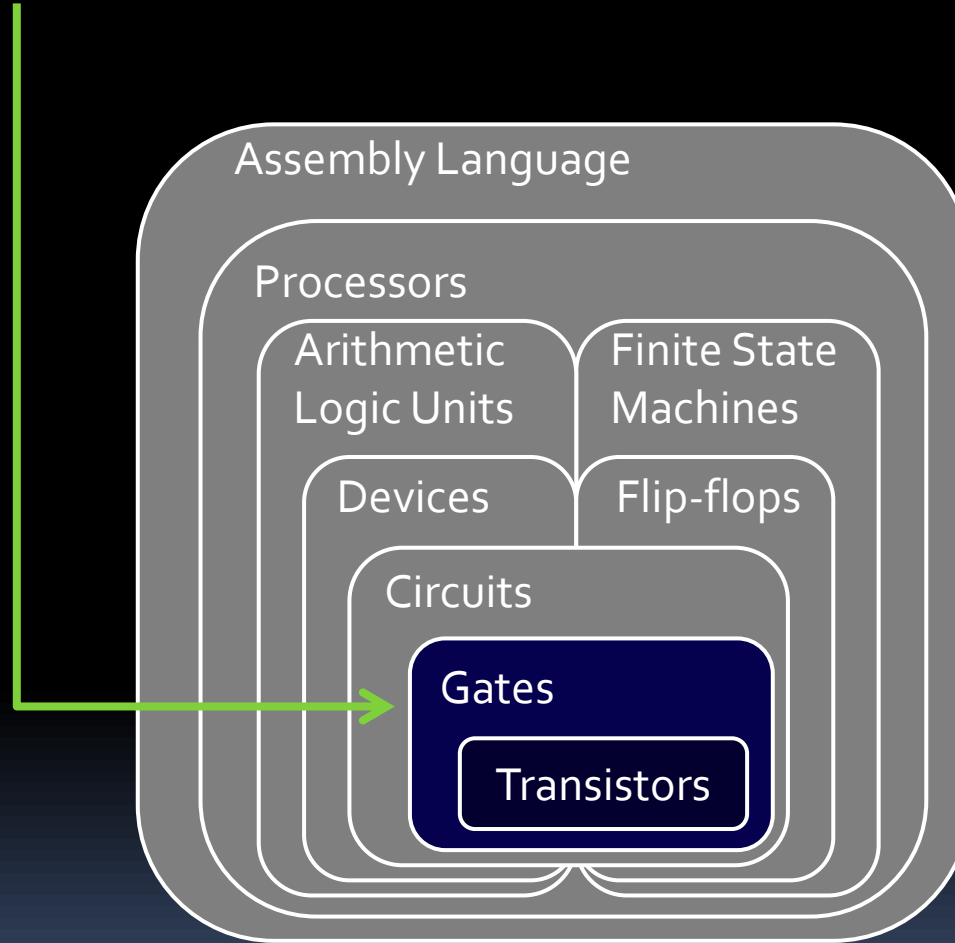 Assembly Language
Processors
Arithmetic
Logic Units
Finite State
Machines
Devices
Flip-flops
Circuits
Gates
Transistors